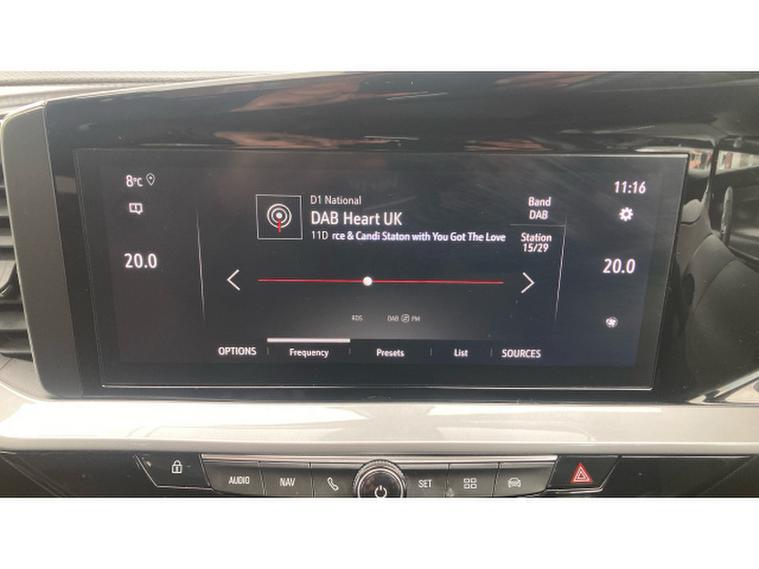 8°C
11:16
D1 National
DAB Heart UK
11D rce & Candi Staton with You Got The Love
Band
DAB
Station
15/29
20.0
20.0
RDS DAB FM
OPTIONS Frequency Presets List SOURCES
AUDIO NAV SET